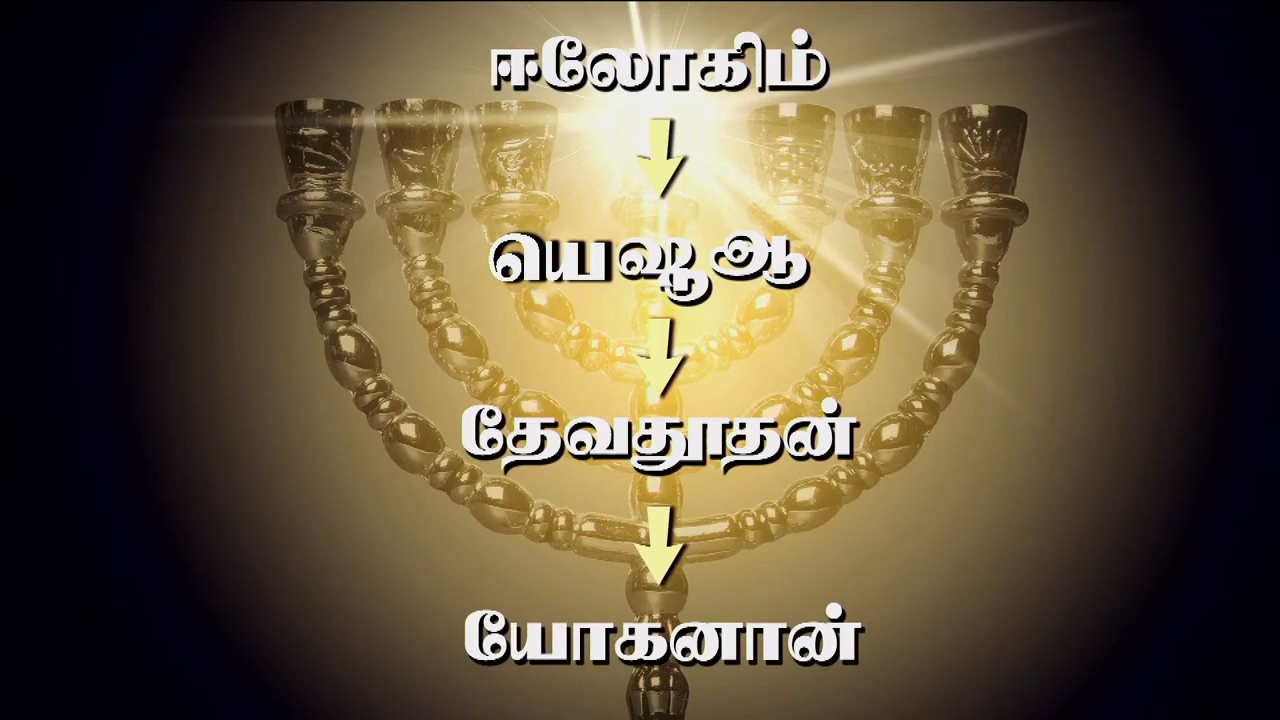 ஈலோகிம்
யெஷூஆ
தேவதூதன்
யோகனான்